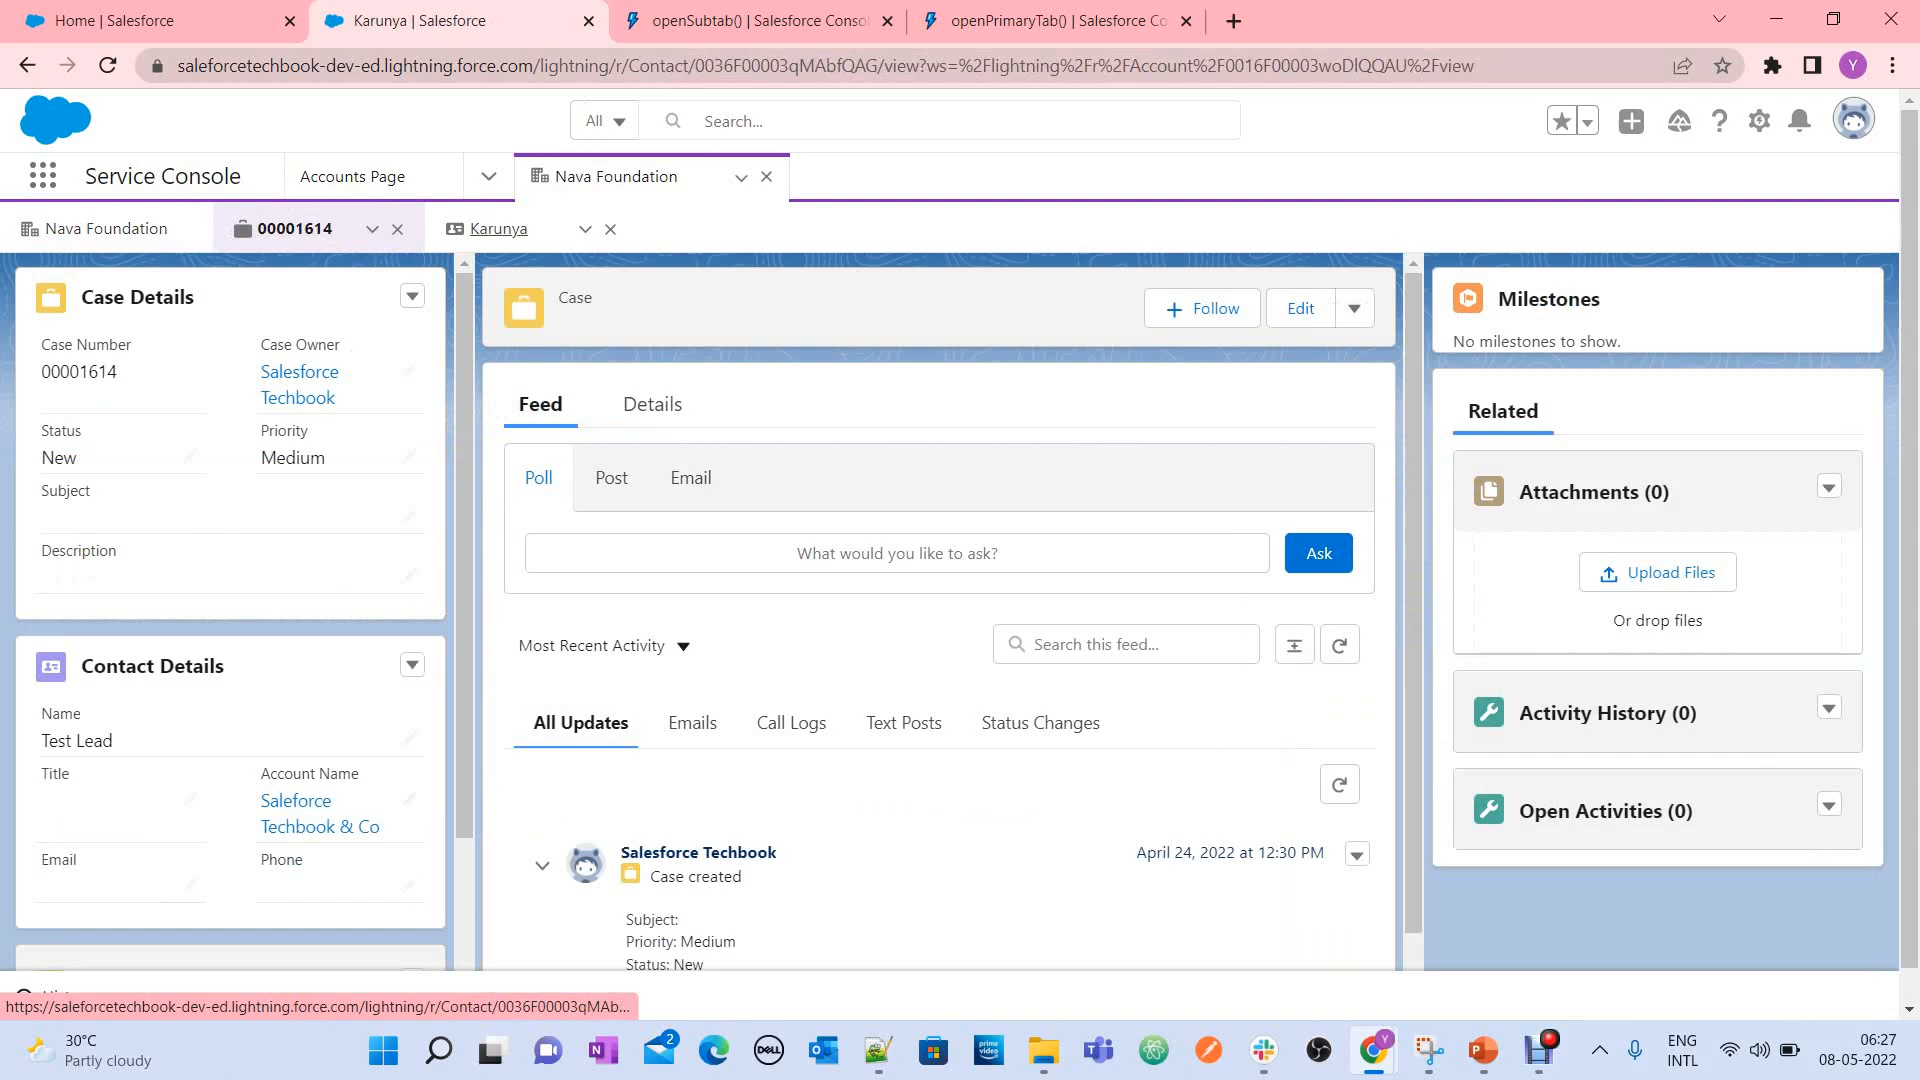 Home | Salesforce
Karunya | Salesforce
openSubtab() | Salesforce Conso
openPrimaryTab() | Salesforce Co
saleforcetechbook-dev-ed.lightning.force.com/lightning/r/Contact/0036F00003qMAbfQAG/view?ws=%2Flightning%2Fr%2FAccount%2F0016F00003woDlQQAU%2Fview
Y
All
Search...
Service Console
Accounts Page
Nava Foundation
Nava Foundation
00001614
Karunya
Case Details
Case Number
00001614
Case Owner
Salesforce
Techbook
Status
New
Priority
Medium
Subject
Description
Contact Details
Name
Test Lead
Title
Account Name
Saleforce
Techbook & Co
Email
Phone
Case
Follow
Edit
Feed
Details
Poll
Post
Email
What would you like to ask?
Ask
Most Recent Activity
Search this feed...
All Updates
Emails
Call Logs
Text Posts
Status Changes
Salesforce Techbook
April 24, 2022 at 12:30 PM
Case created
Subject:
Priority: Medium
Status: New
Milestones
No milestones to show.
Related
Attachments (0)
Upload Files
Or drop files
Activity History (0)
Open Activities (0)
https://saleforcetechbook-dev-ed.lightning.force.com/lightning/r/Contact/0036F00003qMAb...
30°C
Partly cloudy
2
DELL
prime video
Y
ENG
INTL
06:27
08-05-2022